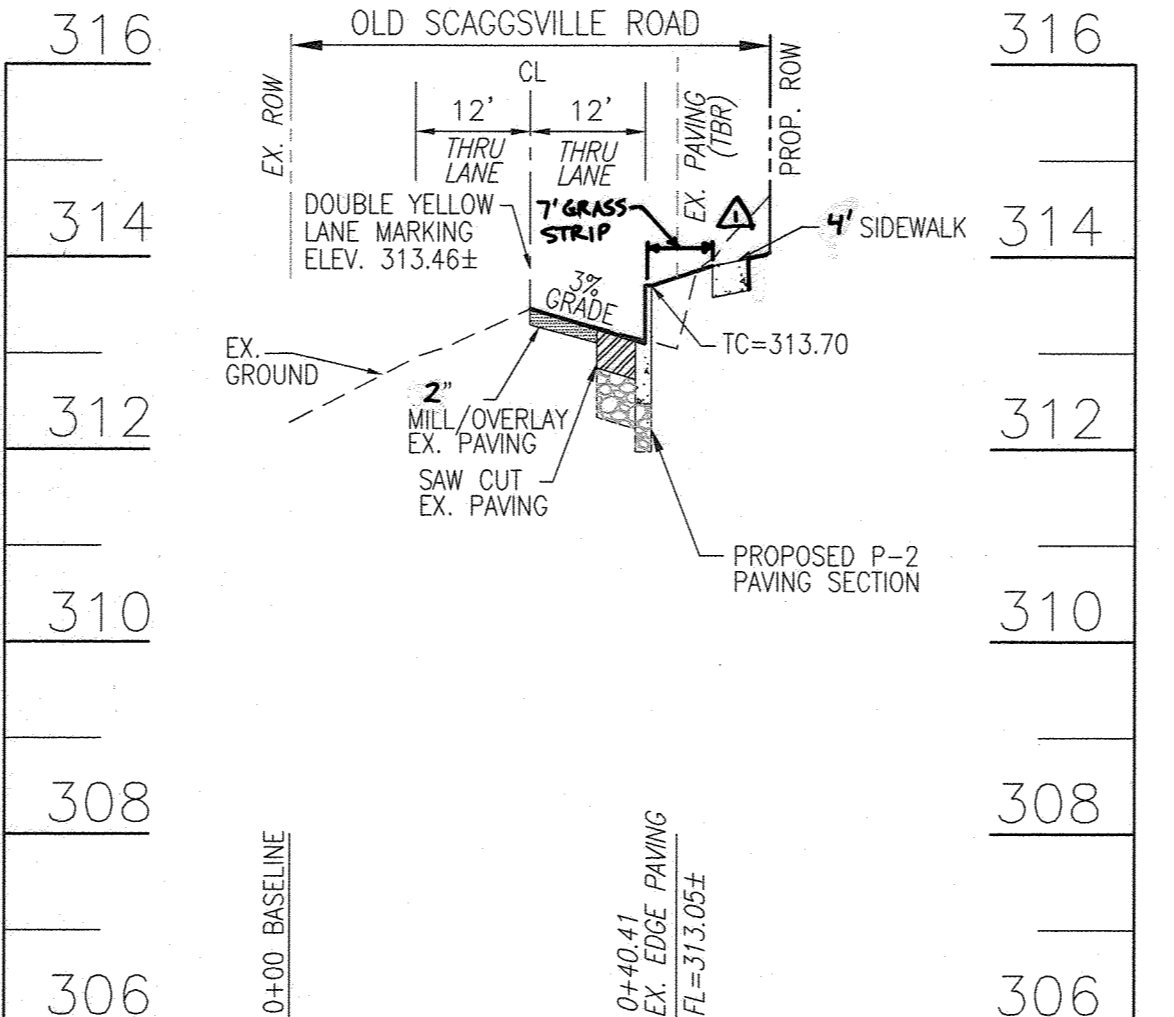 OLD SCAGGSVILLE ROAD
316
316
CL
EX. ROW
12'
THRU
LANE
12'
THRU
LANE
EX. PAVING
(TBR)
PROP. ROW
314
314
DOUBLE YELLOW
LANE MARKING
ELEV. 313.46±
7' GRASS
STRIP
1
4' SIDEWALK
3%
GRADE
TC=313.70
EX.
GROUND
312
312
2"
MILL/OVERLAY
EX. PAVING
SAW CUT
EX. PAVING
PROPOSED P-2
PAVING SECTION
310
310
308
308
0+00 BASELINE
0+40.41
EX. EDGE PAVING
FL=313.05±
306
306